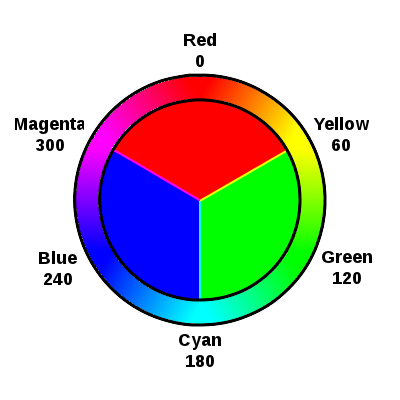 Red
0
Yellow
60
Green
120
Cyan
180
Blue
240
Magenta
300